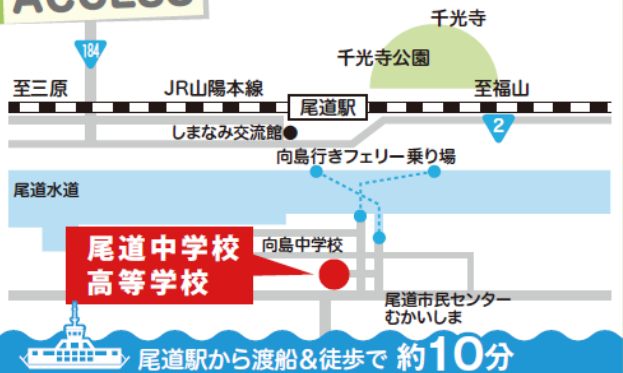 ACCESS
千光寺
184
千光寺公園
至三原
JR山陽本線
至福山
尾道駅
2
しまなみ交流館
向島行きフェリー乗り場
尾道水道
尾道中学校
高等学校
向島中学校
尾道市民センター
むかいしま
尾道駅から渡船&徒歩で 約10分